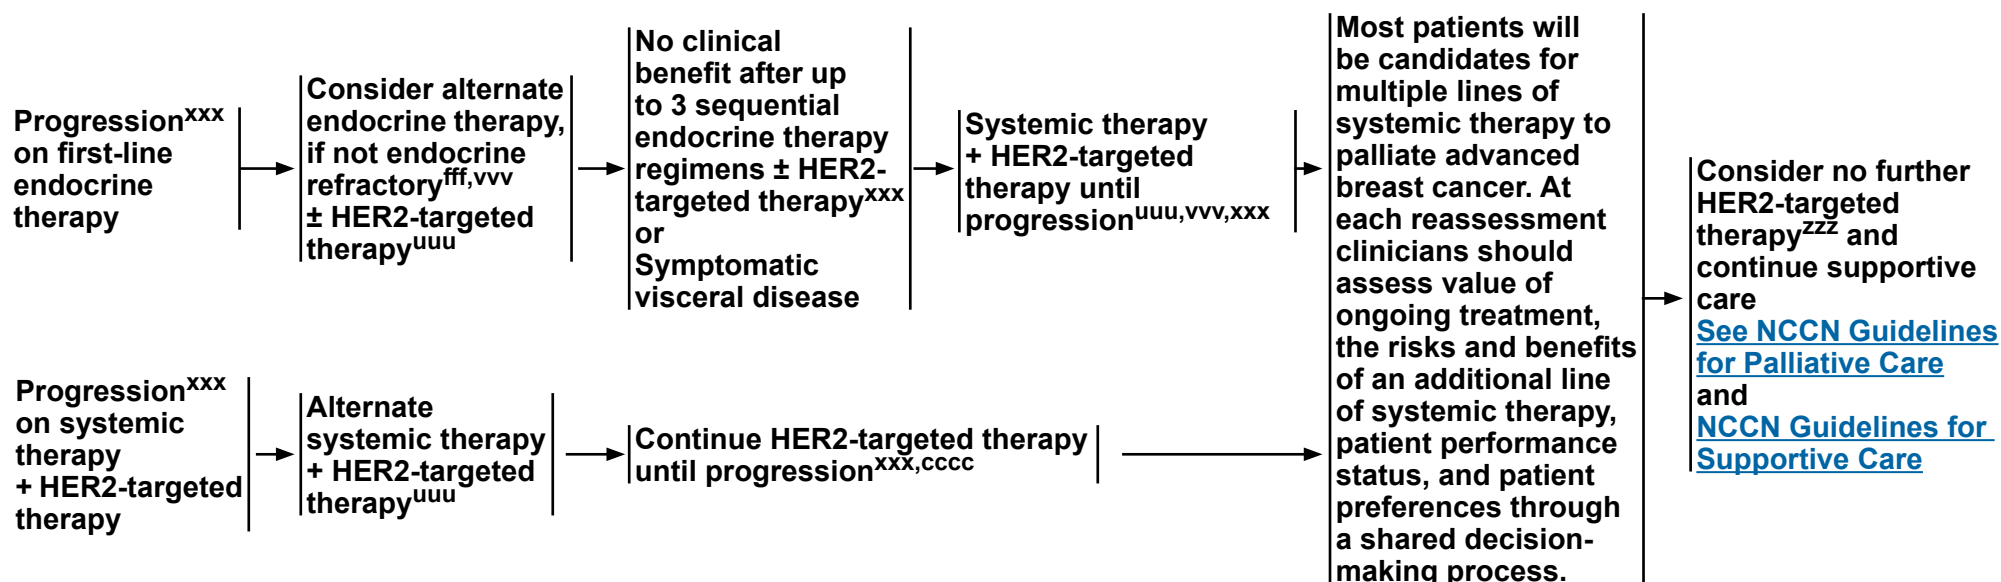 Progressionxxx
on first-line
endocrine
therapy
Consider alternate
endocrine therapy,
if not endocrine
refractoryfff,vvv
± HER2-targeted
therapyuuu
No clinical
benefit after up
to 3 sequential
endocrine therapy
regimens ± HER2-
targeted therapyxxx
or
Symptomatic
visceral disease
Systemic therapy
+ HER2-targeted
therapy until
progressionuuu,vvv,xxx
Progressionxxx
on systemic
therapy
+ HER2-targeted
therapy
Alternate
systemic therapy
+ HER2-targeted
therapyuuu
Continue HER2-targeted therapy
until progressionxxx,cccc
Most patients will
be candidates for
multiple lines of
systemic therapy to
palliate advanced
breast cancer. At
each reassessment
clinicians should
assess value of
ongoing treatment,
the risks and benefits
of an additional line
of systemic therapy,
patient performance
status, and patient
preferences through
a shared decision-
making process.
Consider no further
HER2-targeted
therapyzzz and
continue supportive
care
See NCCN Guidelines
for Palliative Care
and
NCCN Guidelines for
Supportive Care